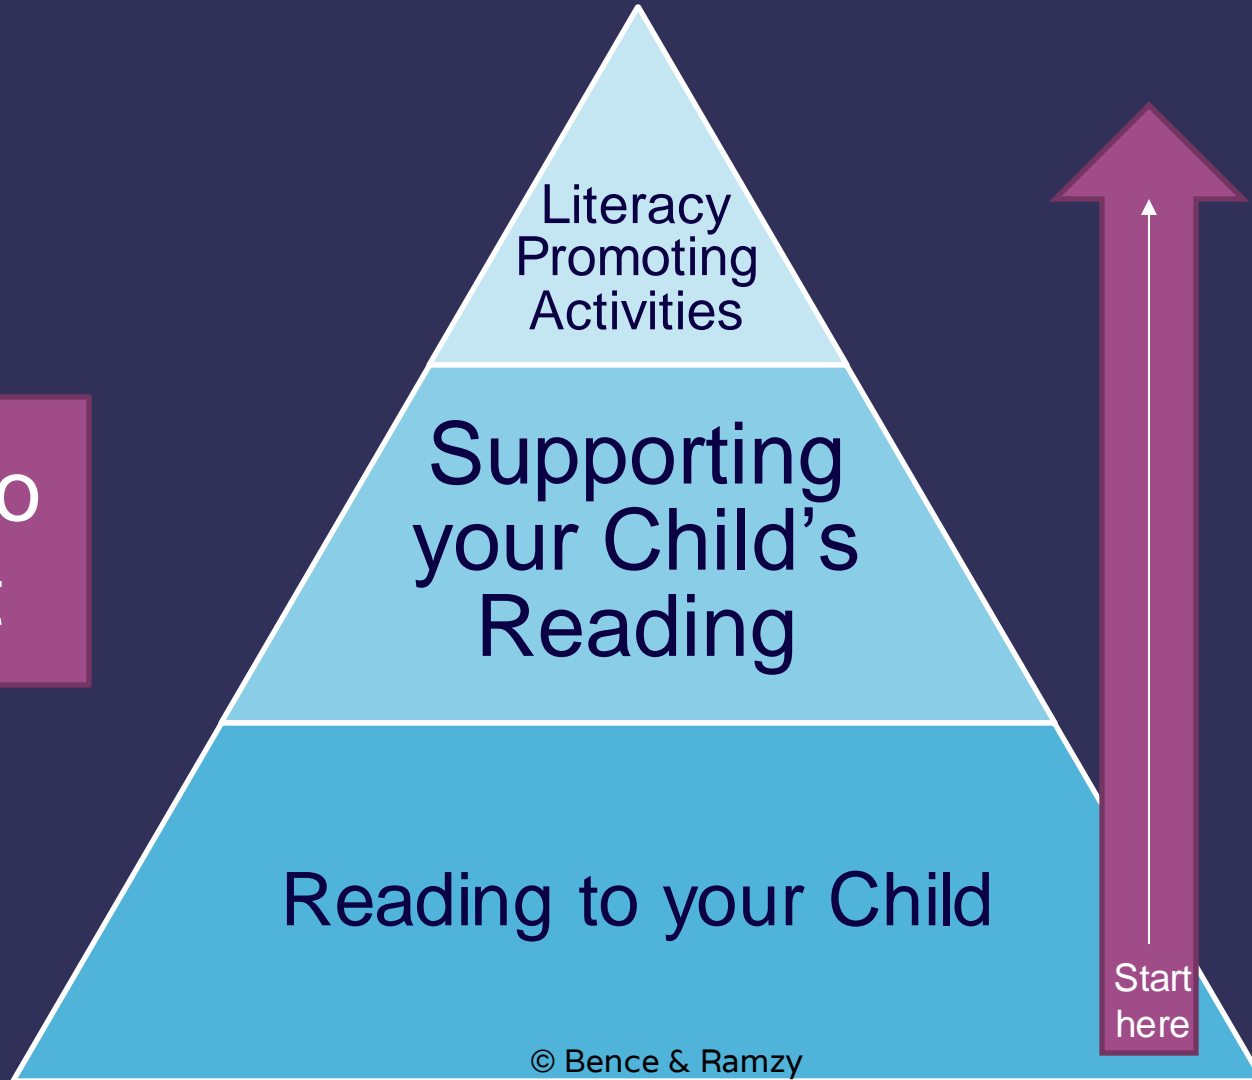 Literacy
Promoting
Activities
Supporting
your Child’s
Reading
Reading to your Child
Start
here
© Bence & Ramzy